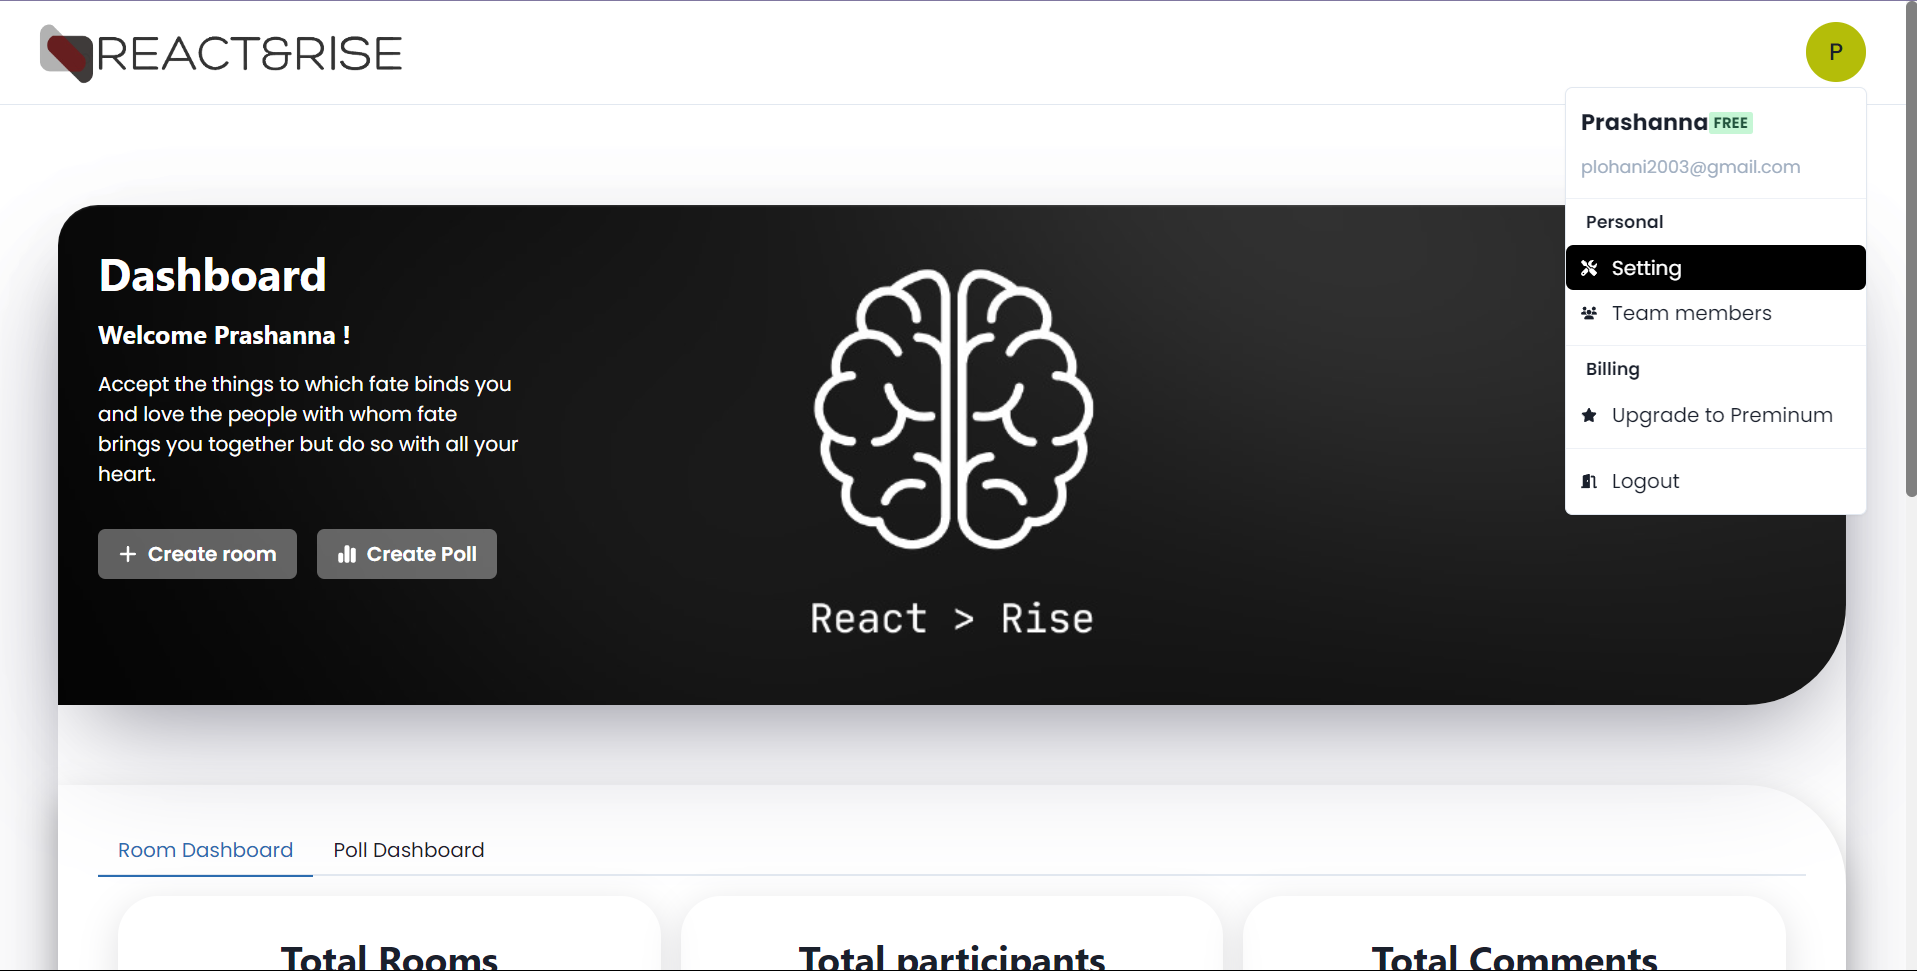 REACT&RISE
P
Prashanna FREE
plohani2003@gmail.com
Personal
Setting
Team members
Billing
Upgrade to Preminum
Logout
Dashboard
Welcome Prashanna !
Accept the things to which fate binds you
and love the people with whom fate
brings you together but do so with all your
heart.
Create room
Create Poll
React > Rise
Room Dashboard
Poll Dashboard
Total Rooms
Total participants
Total Comments